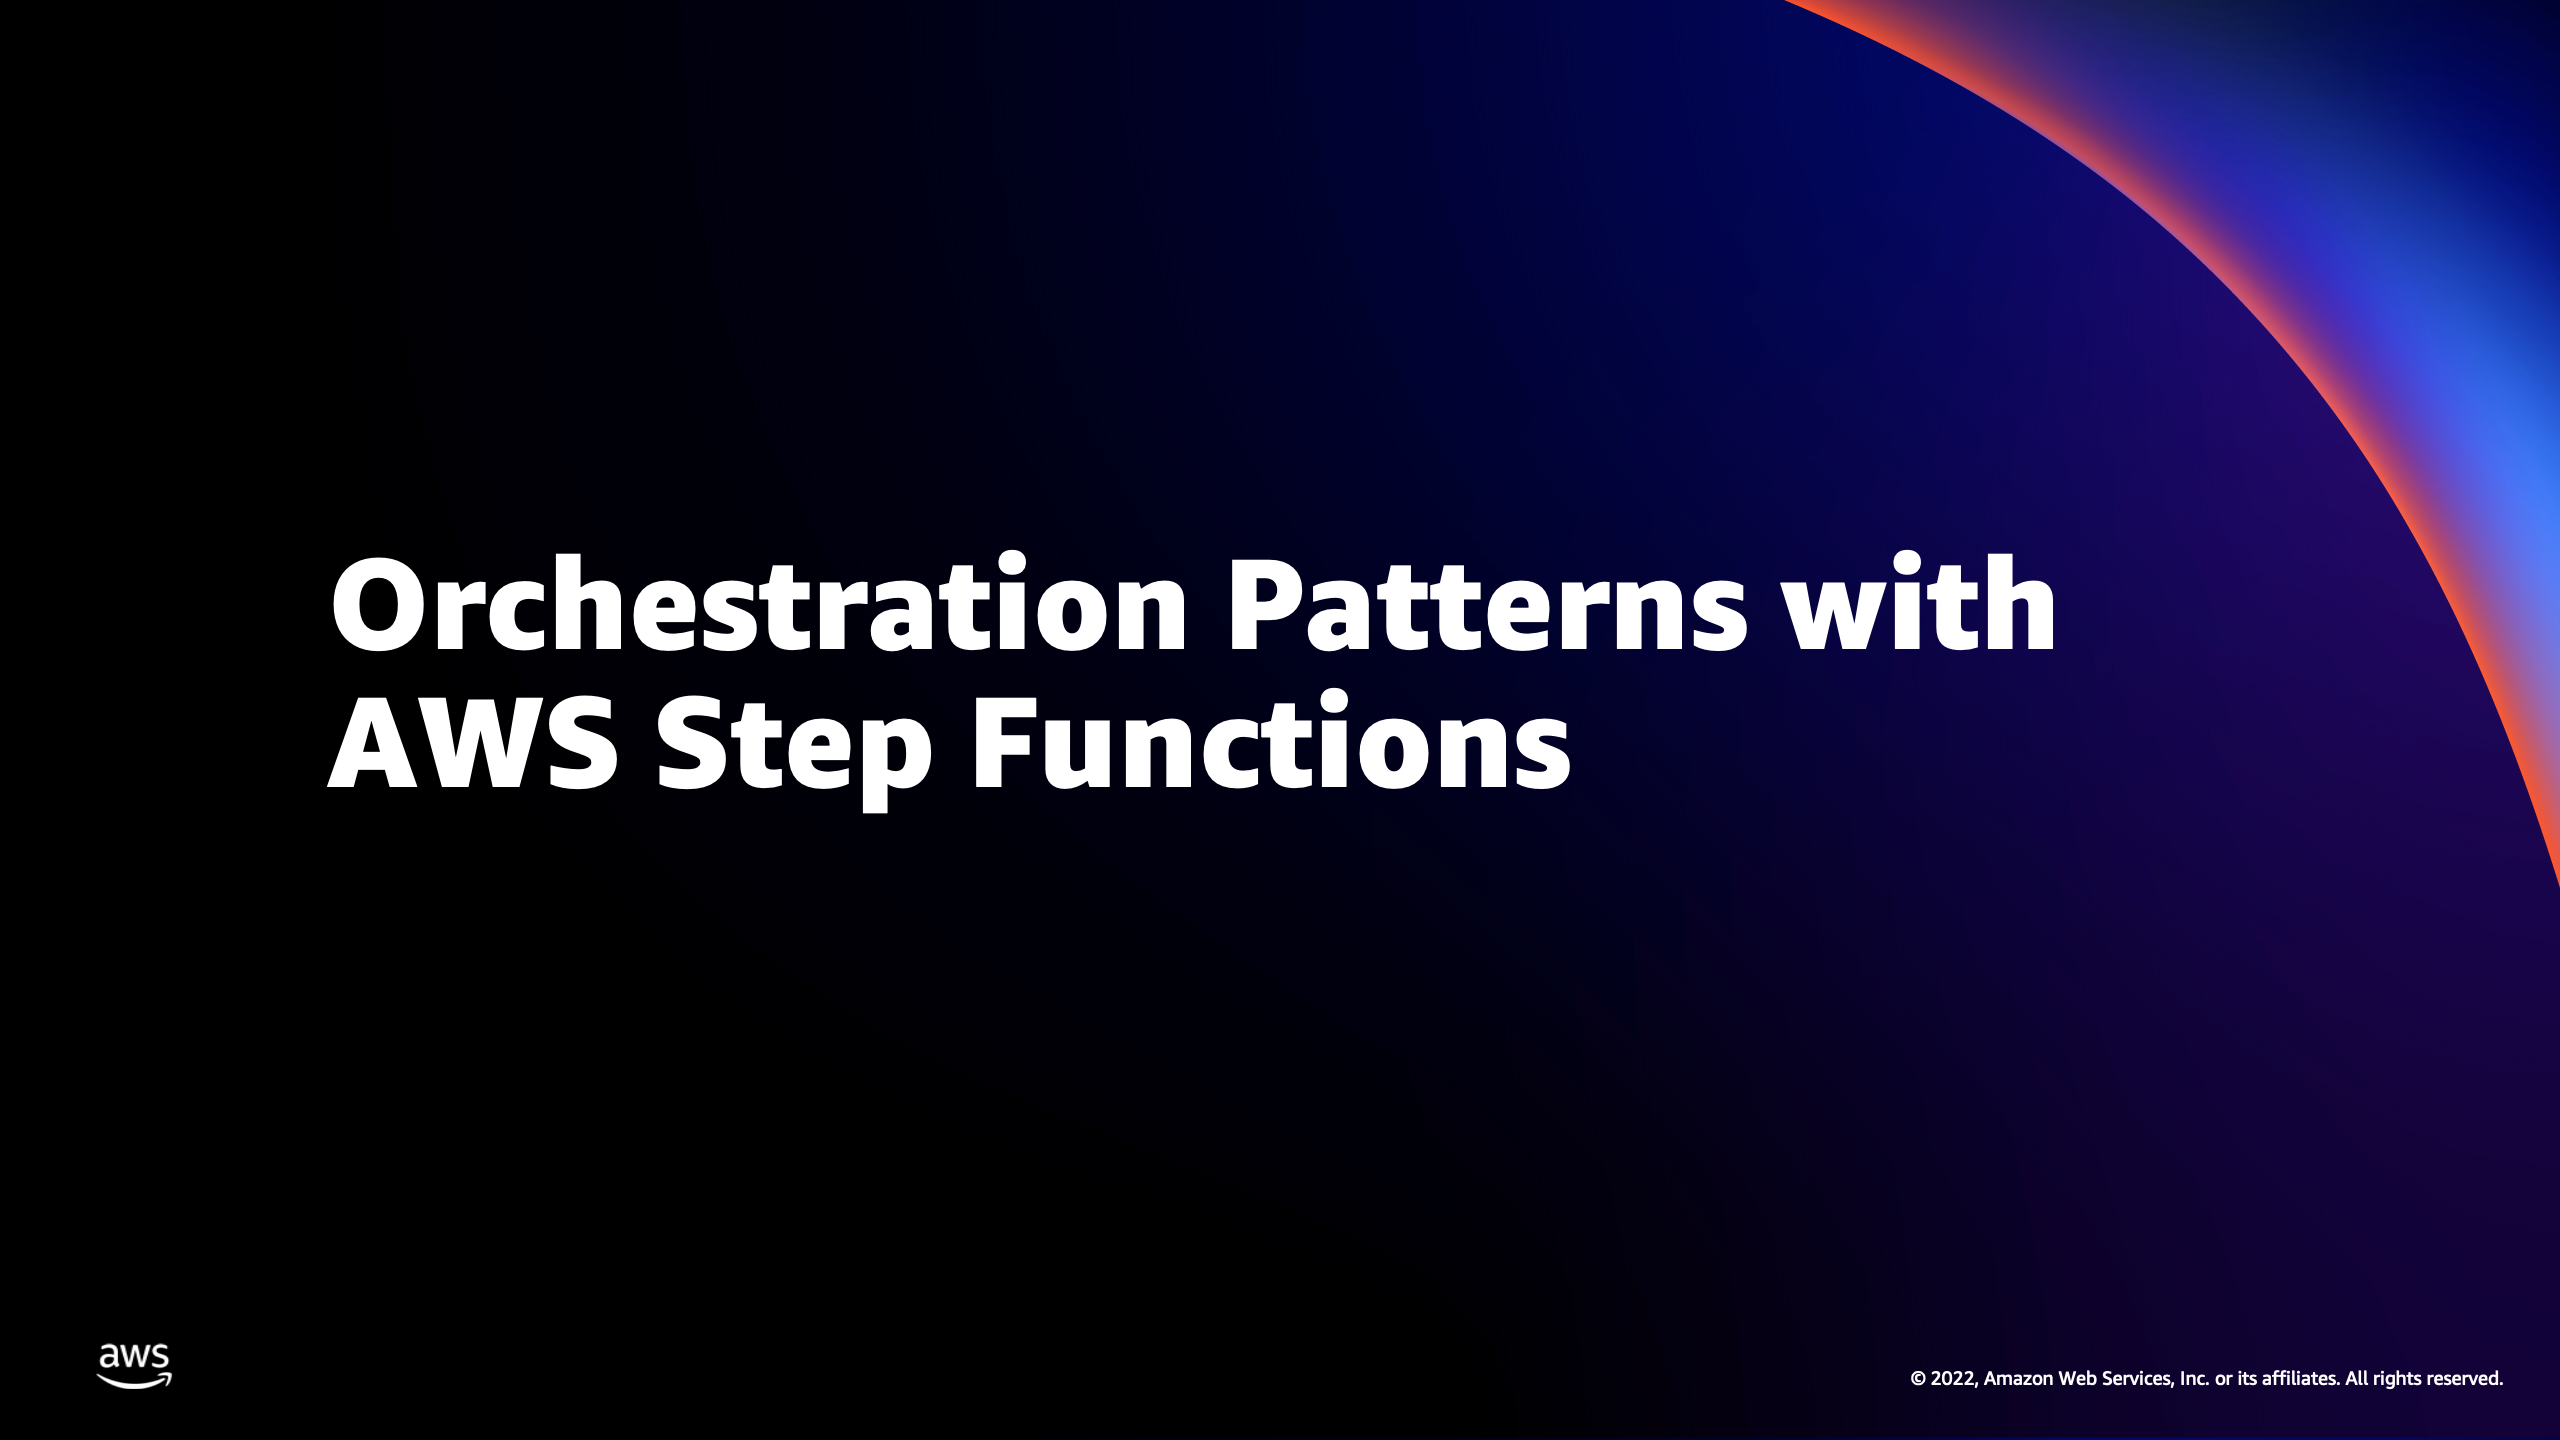 Orchestration Patterns with
AWS Step Functions
aws
© 2022, Amazon Web Services, Inc. or its affiliates. All rights reserved.